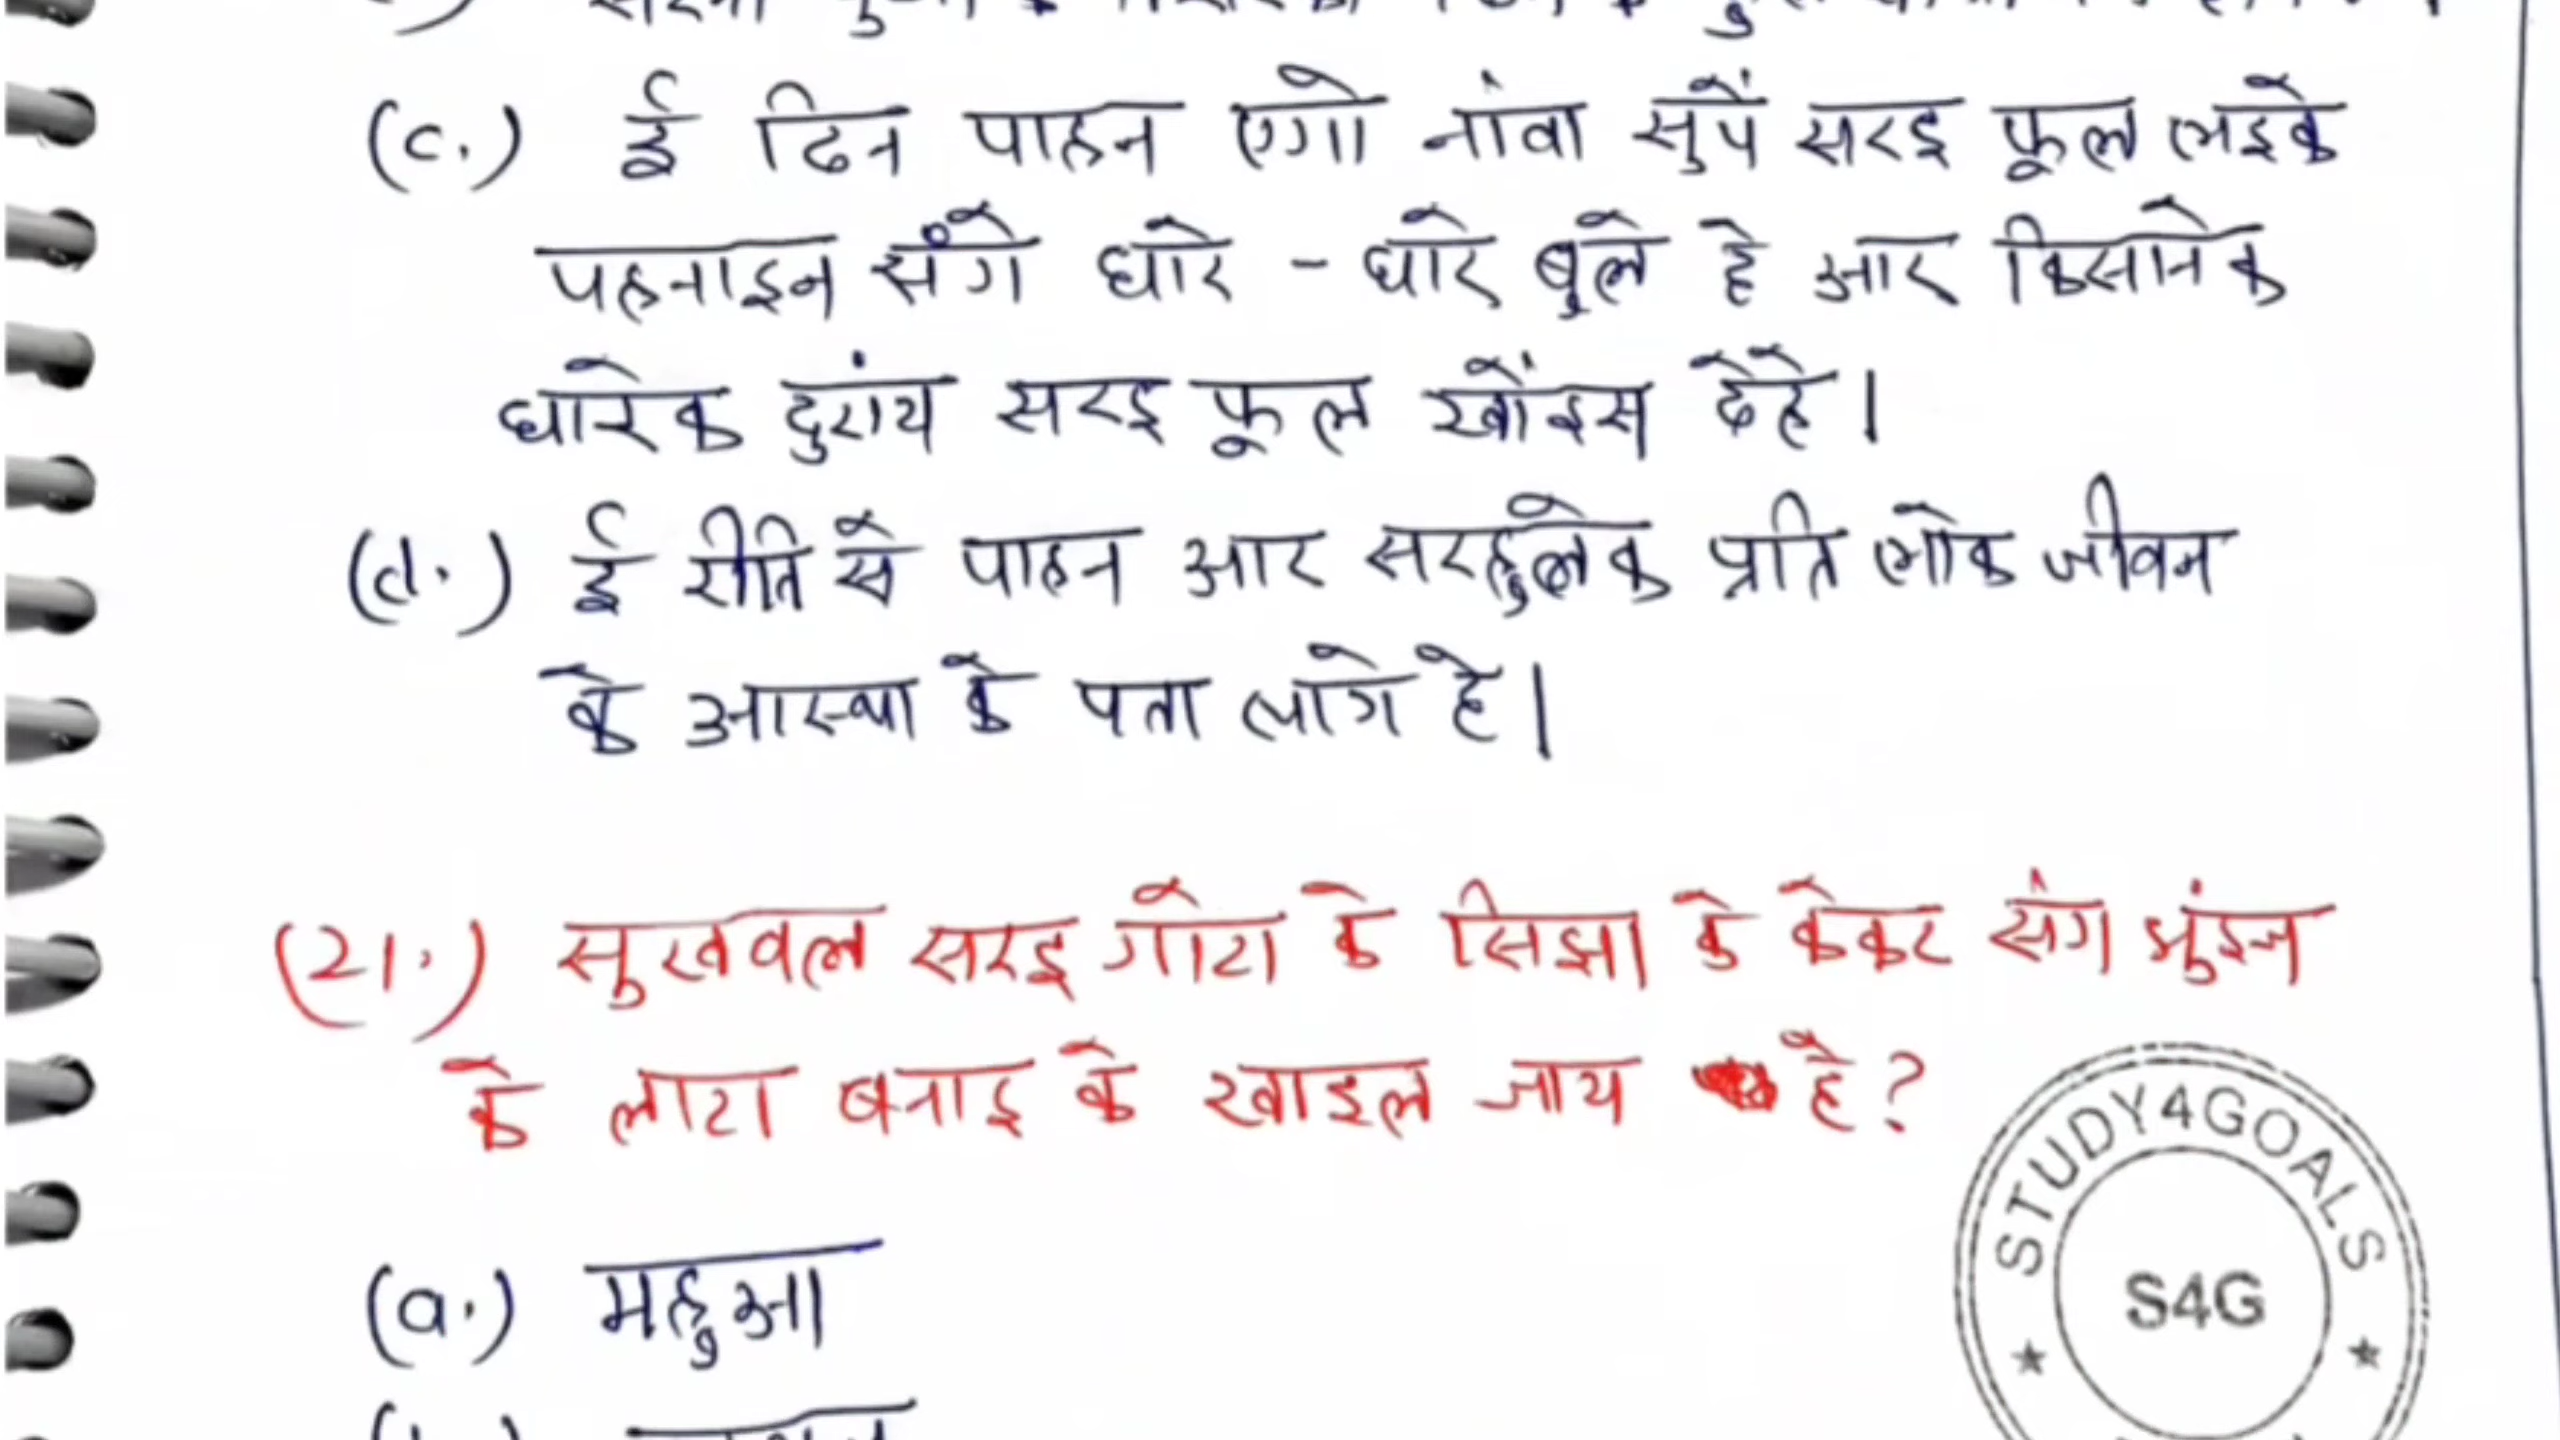 (c.) ई दिन पाहन एगो नांवा सुपें सरइ फूल लइके
पहनाइन संगे घोरे - घोरे बुले हे आर किसानेक
घोरेक दुरांय सरइ फूल खोंइस देहे।
(d.) ई रीति से पाहन आर सरहुलेक प्रति लोक जीवन
के आस्था के पता लागे हे।
(21.) सुखवल सरइ गोटा के सिझा के केकर संग भुंइज
के लाटा बनाइ के खाइल जाय हे?
STUDY4GOALS
S4G
(a.) महुआ